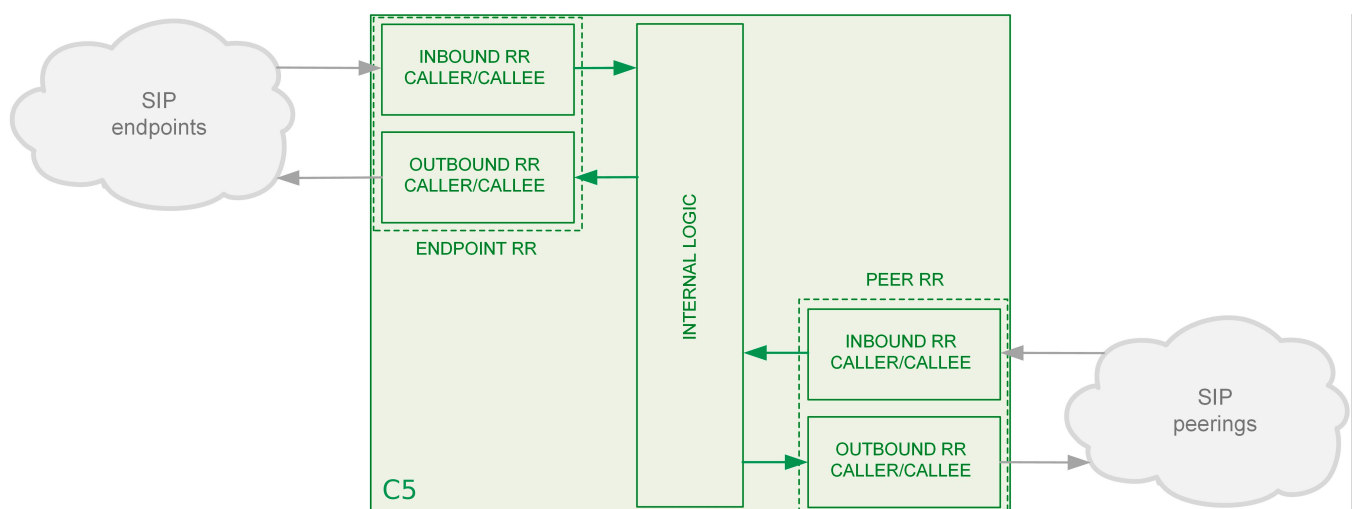 SIP
endpoints
INBOUND RR
CALLER/CALLEE
OUTBOUND RR
CALLER/CALLEE
ENDPOINT RR
INTERNAL LOGIC
PEER RR
INBOUND RR
CALLER/CALLEE
OUTBOUND RR
CALLER/CALLEE
SIP
peerings
C5